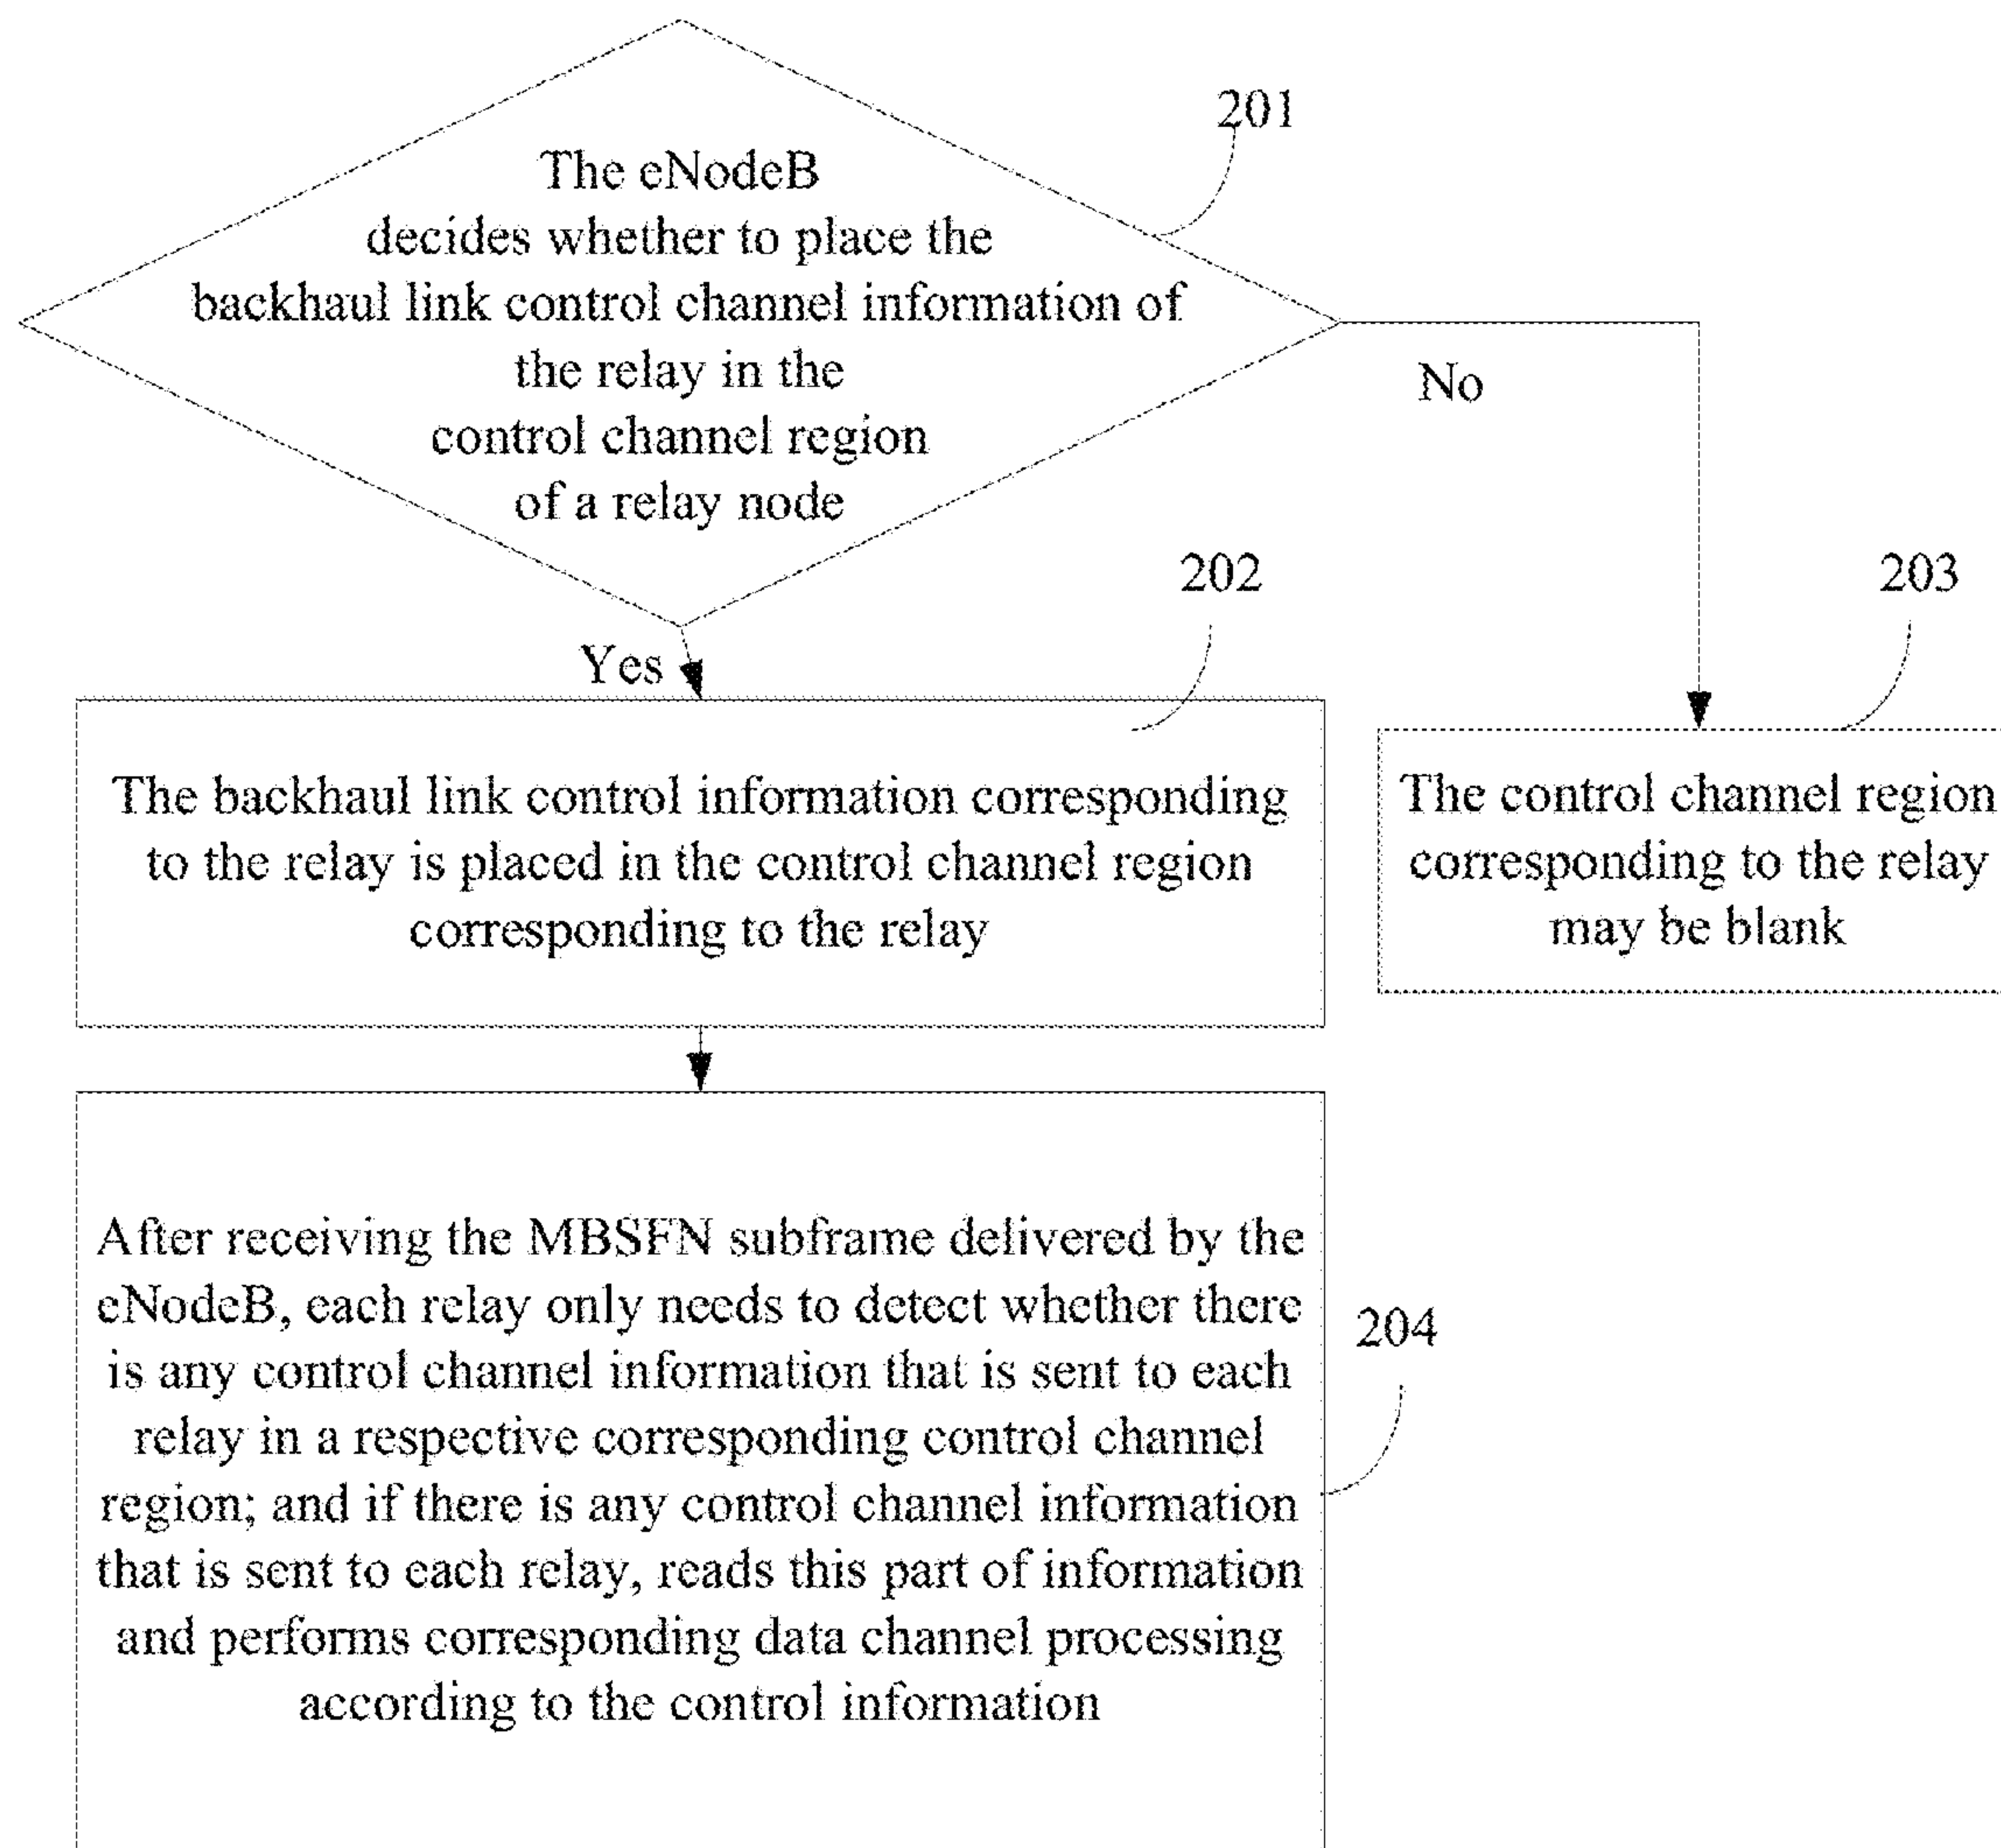 201
The eNodeB
decides whether to place the
backhaul link control channel information of
the relay in the
control channel region
of a relay node
No
Yes
202
203
The backhaul link control information corresponding
to the relay is placed in the control channel region
corresponding to the relay
The control channel region
corresponding to the relay
may be blank
After receiving the MBSFN subframe delivered by the
eNodeB, each relay only needs to detect whether there
is any control channel information that is sent to each
relay in a respective corresponding control channel
region; and if there is any control channel information
that is sent to each relay, reads this part of information
and performs corresponding data channel processing
according to the control information
204